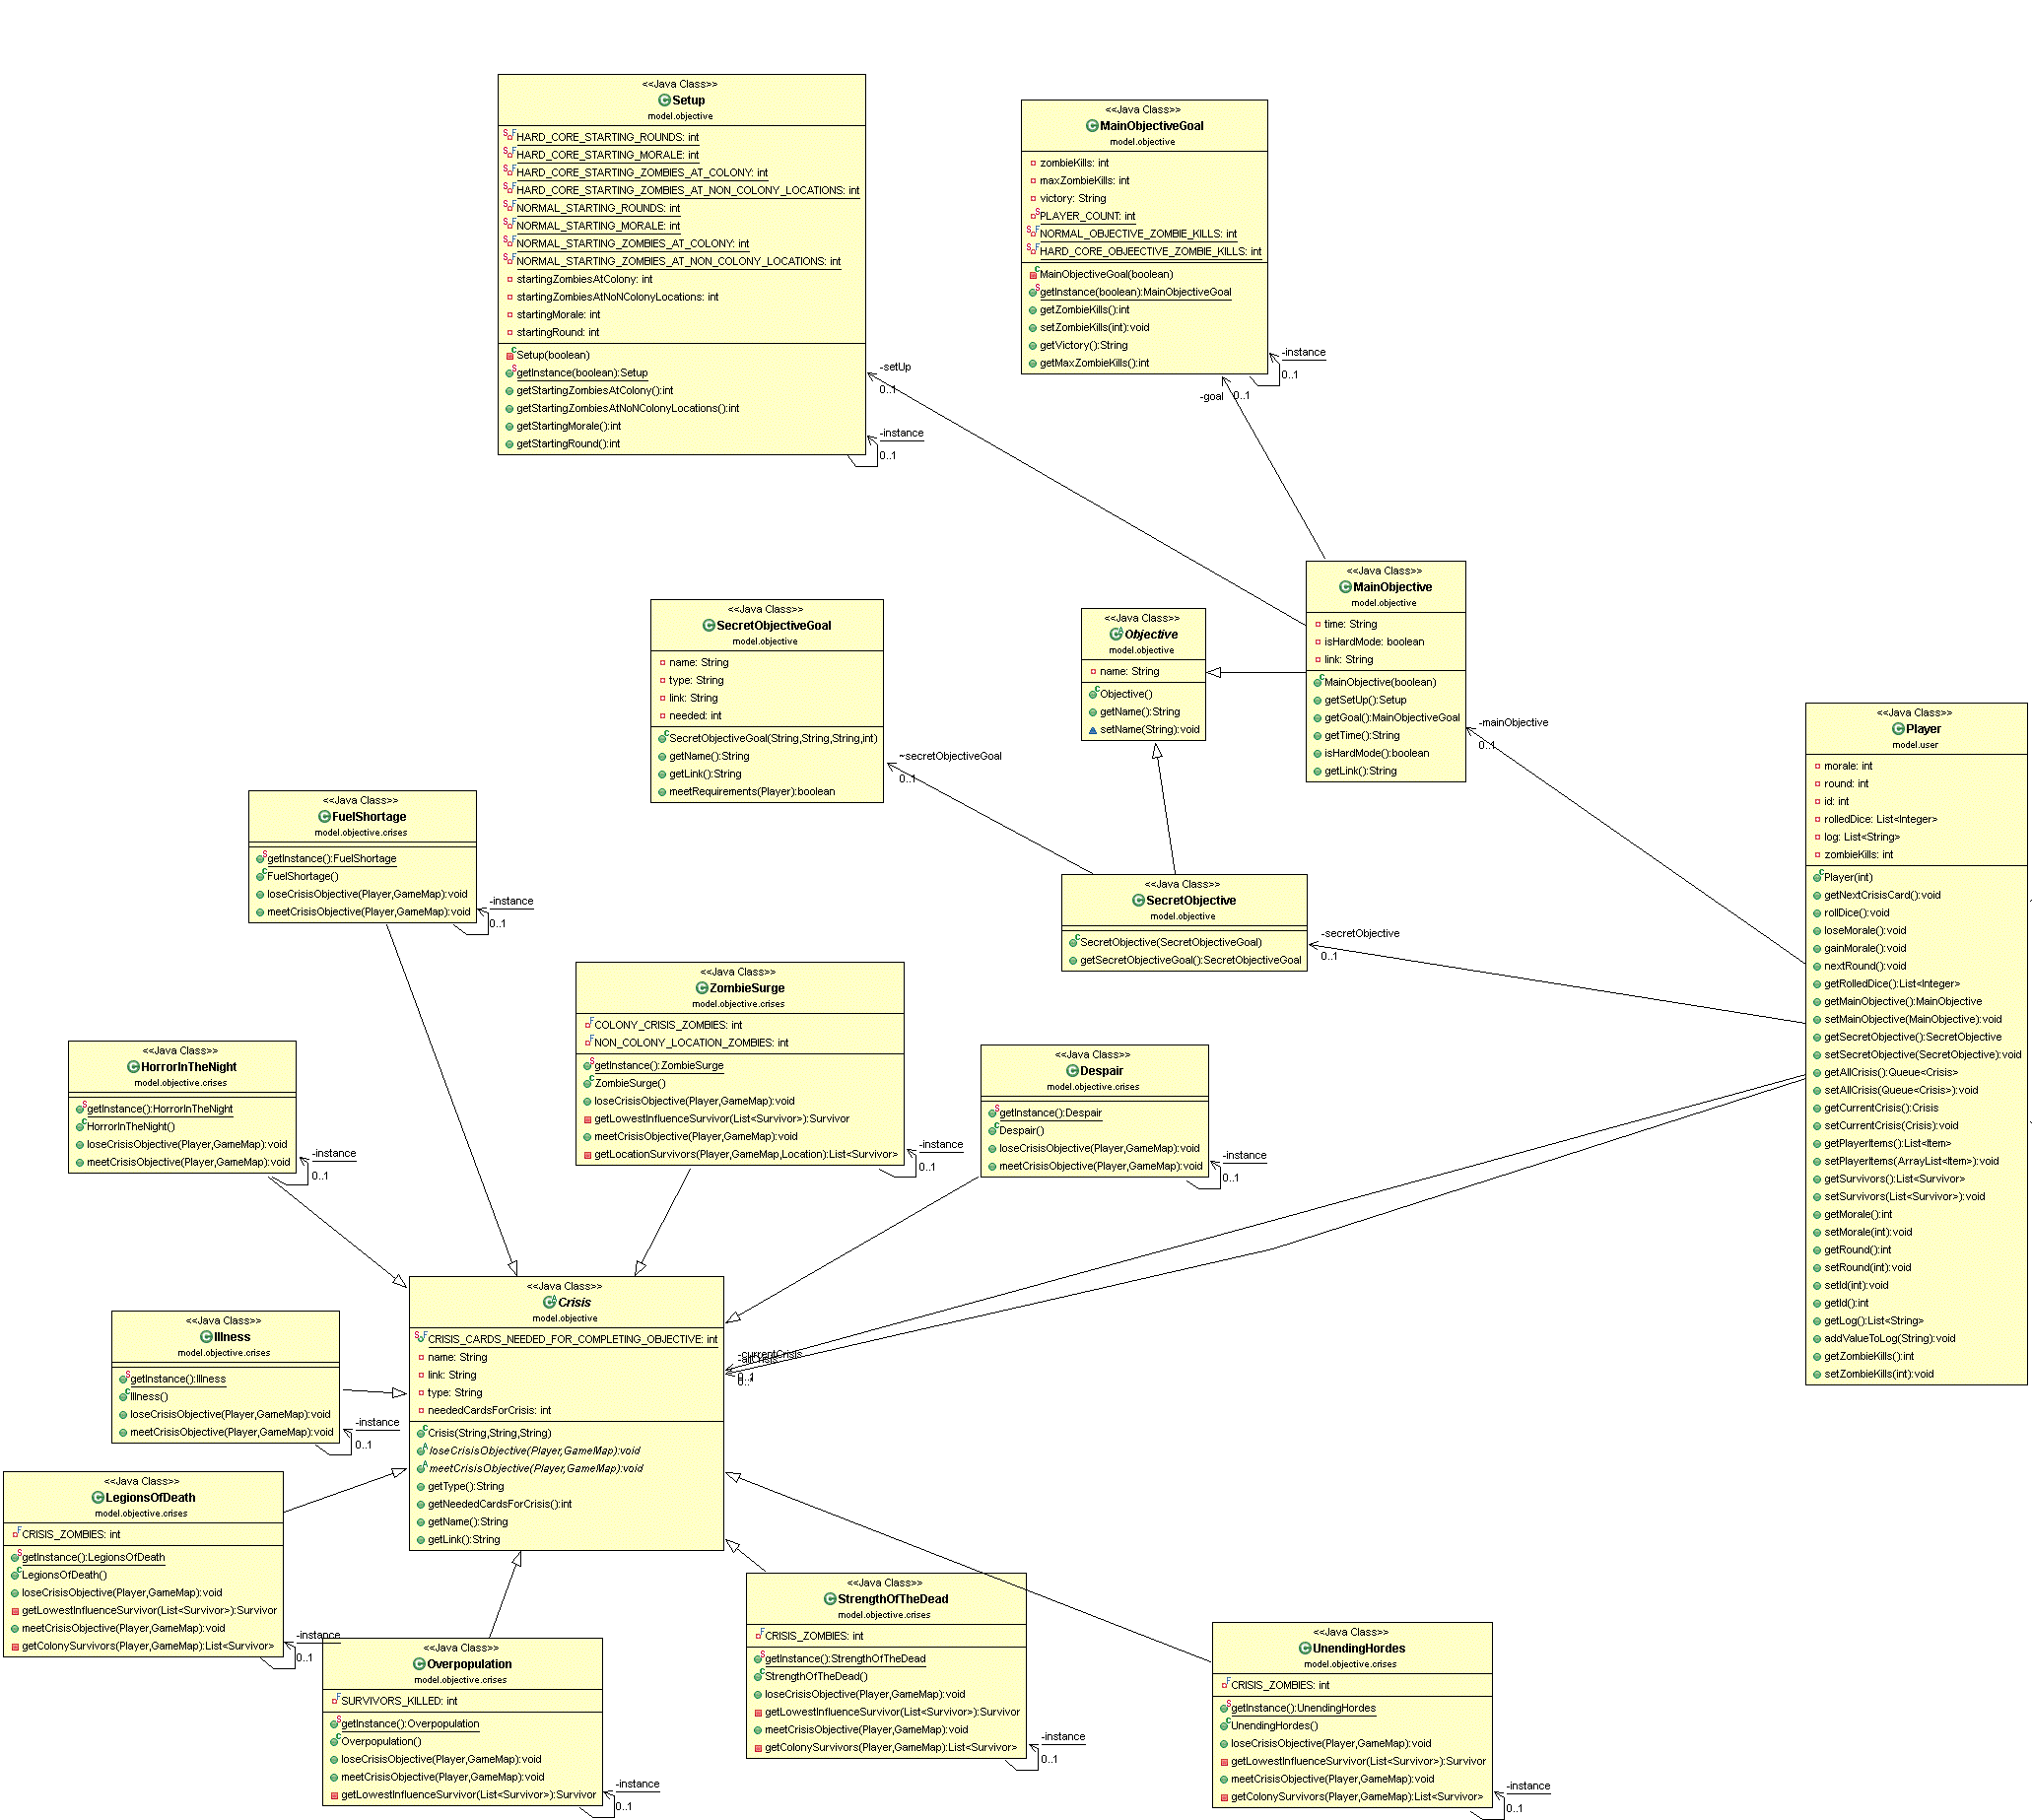 <<Java Class>>
Setup
model.objective
HARD_CORE_STARTING_ROUNDS: int
HARD_CORE_STARTING_MORALE: int
HARD_CORE_STARTING_ZOMBIES_AT_COLONY: int
HARD_CORE_STARTING_ZOMBIES_AT_NON_COLONY_LOCATIONS: int
NORMAL_STARTING_ROUNDS: int
NORMAL_STARTING_MORALE: int
NORMAL_STARTING_ZOMBIES_AT_COLONY: int
NORMAL_STARTING_ZOMBIES_AT_NON_COLONY_LOCATIONS: int
startingZombiesAtColony: int
startingZombiesAtNoNColonyLocations: int
startingMorale: int
startingRound: int
Setup(boolean)
getInstance(boolean):Setup
getStartingZombiesAtColony():int
getStartingZombiesAtNoNColonyLocations():int
getStartingMorale():int
getStartingRound():int
-setUp
0..1
-instance
0..1
<<Java Class>>
MainObjectiveGoal
model.objective
zombieKills: int
maxZombieKills: int
victory: String
PLAYER_COUNT: int
NORMAL_OBJECTIVE_ZOMBIE_KILLS: int
HARD_CORE_OBJEECTIVE_ZOMBIE_KILLS: int
MainObjectiveGoal(boolean)
getInstance(boolean):MainObjectiveGoal
getZombieKills():int
setZombieKills(int):void
getVictory():String
getMaxZombieKills():int
-instance
0..1
-goal
0..1
<<Java Class>>
MainObjective
model.objective
time: String
isHardMode: boolean
link: String
MainObjective(boolean)
getSetUp():Setup
getGoal():MainObjectiveGoal
getTime():String
isHardMode():boolean
getLink():String
-mainObjective
0..1
<<Java Class>>
Objective
model.objective
name: String
Objective()
getName():String
setName(String):void
<<Java Class>>
SecretObjectiveGoal
model.objective
name: String
type: String
link: String
needed: int
SecretObjectiveGoal(String,String,String,int)
getName():String
getLink():String
meetRequirements(Player):boolean
~secretObjectiveGoal
0..1
<<Java Class>>
SecretObjective
model.objective
SecretObjective(SecretObjectiveGoal)
getSecretObjectiveGoal():SecretObjectiveGoal
-secretObjective
0..1
<<Java Class>>
Player
model.user
morale: int
round: int
id: int
rolledDice: List<Integer>
log: List<String>
zombieKills: int
Player(int)
getNextCrisisCard():void
rollDice():void
loseMorale():void
gainMorale():void
nextRound():void
getRolledDice():List<Integer>
getMainObjective():MainObjective
setMainObjective(MainObjective):void
getSecretObjective():SecretObjective
setSecretObjective(SecretObjective):void
getAllCrisis():Queue<Crisis>
setAllCrisis(Queue<Crisis>):void
getCurrentCrisis():Crisis
setCurrentCrisis(Crisis):void
getPlayerItems():List<Item>
setPlayerItems(ArrayList<Item>):void
getSurvivors():List<Survivor>
setSurvivors(List<Survivor>):void
getMorale():int
setMorale(int):void
getRound():int
setRound(int):void
setId(int):void
getId():int
getLog():List<String>
addValueToLog(String):void
getZombieKills():int
setZombieKills(int):void
<<Java Class>>
FuelShortage
model.objective.crises
getInstance():FuelShortage
FuelShortage()
loseCrisisObjective(Player,GameMap):void
meetCrisisObjective(Player,GameMap):void
-instance
0..1
<<Java Class>>
ZombieSurge
model.objective.crises
COLONY_CRISIS_ZOMBIES: int
NON_COLONY_LOCATION_ZOMBIES: int
getInstance():ZombieSurge
ZombieSurge()
loseCrisisObjective(Player,GameMap):void
getLowestInfluenceSurvivor(List<Survivor>):Survivor
meetCrisisObjective(Player,GameMap):void
getLocationSurvivors(Player,GameMap,Location):List<Survivor>
-instance
0..1
<<Java Class>>
HorrorInTheNight
model.objective.crises
getInstance():HorrorInTheNight
HorrorInTheNight()
loseCrisisObjective(Player,GameMap):void
meetCrisisObjective(Player,GameMap):void
-instance
0..1
<<Java Class>>
Despair
model.objective.crises
getInstance():Despair
Despair()
loseCrisisObjective(Player,GameMap):void
meetCrisisObjective(Player,GameMap):void
-instance
0..1
<<Java Class>>
Crisis
model.objective
CRISIS_CARDS_NEEDED_FOR_COMPLETING_OBJECTIVE: int
name: String
link: String
type: String
neededCardsForCrisis: int
Crisis(String,String,String)
loseCrisisObjective(Player,GameMap):void
meetCrisisObjective(Player,GameMap):void
getType():String
getNeededCardsForCrisis():int
getName():String
getLink():String
-currentCrisis
-allCrisis
0..1
<<Java Class>>
Illness
model.objective.crises
getInstance():Illness
Illness()
loseCrisisObjective(Player,GameMap):void
meetCrisisObjective(Player,GameMap):void
-instance
0..1
<<Java Class>>
LegionsOfDeath
model.objective.crises
CRISIS_ZOMBIES: int
getInstance():LegionsOfDeath
LegionsOfDeath()
loseCrisisObjective(Player,GameMap):void
getLowestInfluenceSurvivor(List<Survivor>):Survivor
meetCrisisObjective(Player,GameMap):void
getColonySurvivors(Player,GameMap):List<Survivor>
-instance
0..1
<<Java Class>>
Overpopulation
model.objective.crises
SURVIVORS_KILLED: int
getInstance():Overpopulation
Overpopulation()
loseCrisisObjective(Player,GameMap):void
meetCrisisObjective(Player,GameMap):void
getLowestInfluenceSurvivor(List<Survivor>):Survivor
-instance
0..1
<<Java Class>>
StrengthOfTheDead
model.objective.crises
CRISIS_ZOMBIES: int
getInstance():StrengthOfTheDead
StrengthOfTheDead()
loseCrisisObjective(Player,GameMap):void
getLowestInfluenceSurvivor(List<Survivor>):Survivor
meetCrisisObjective(Player,GameMap):void
getColonySurvivors(Player,GameMap):List<Survivor>
-instance
0..1
<<Java Class>>
UnendingHordes
model.objective.crises
CRISIS_ZOMBIES: int
getInstance():UnendingHordes
UnendingHordes()
loseCrisisObjective(Player,GameMap):void
getLowestInfluenceSurvivor(List<Survivor>):Survivor
meetCrisisObjective(Player,GameMap):void
getColonySurvivors(Player,GameMap):List<Survivor>
-instance
0..1